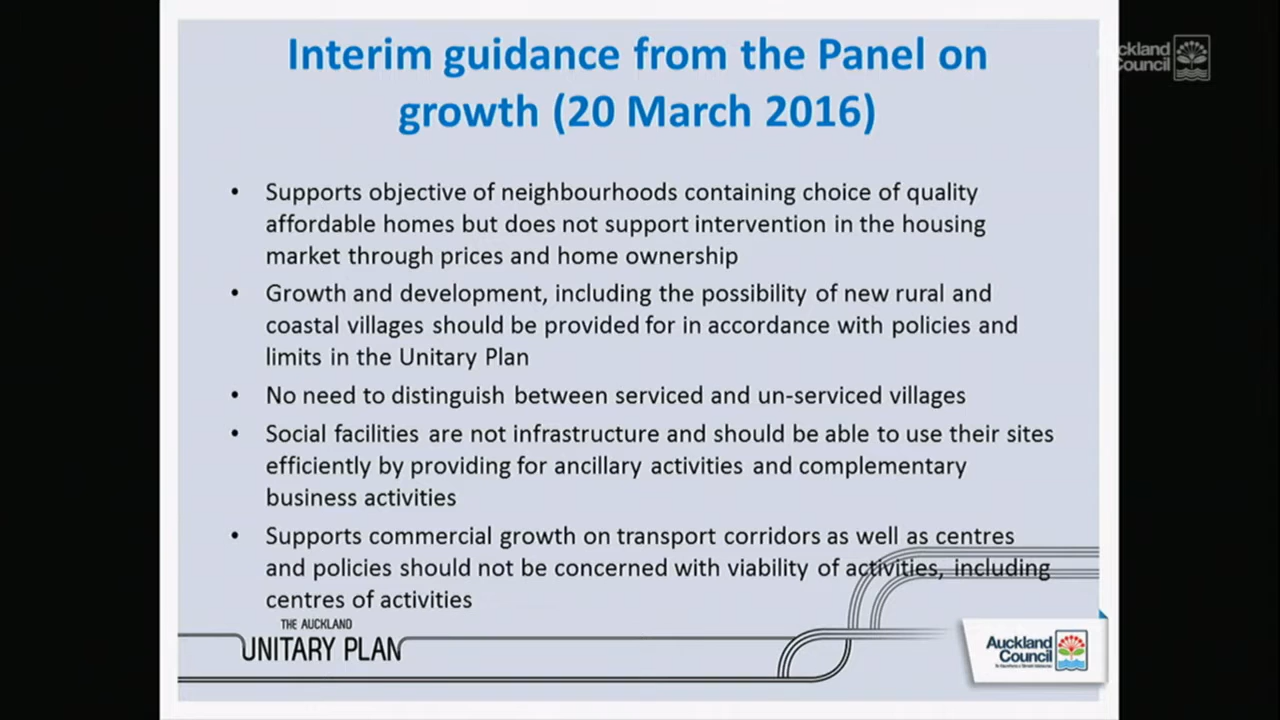 Interim guidance from the Panel on
growth (20 March 2016)
Auckland
Council
• Supports objective of neighbourhoods containing choice of quality
affordable homes but does not support intervention in the housing
market through prices and home ownership
• Growth and development, including the possibility of new rural and
coastal villages should be provided for in accordance with policies and
limits in the Unitary Plan
• No need to distinguish between serviced and un-serviced villages
• Social facilities are not infrastructure and should be able to use their sites
efficiently by providing for ancillary activities and complementary
business activities
• Supports commercial growth on transport corridors as well as centres
and policies should not be concerned with viability of activities, including
centres of activities
THE AUCKLAND
UNITARY PLAN
Auckland
Council